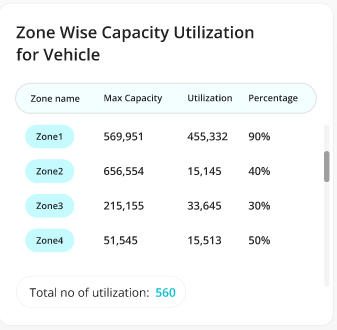 Zone Wise Capacity Utilization
for Vehicle
Zone name Max Capacity Utilization Percentage
Zone1 569,951 455,332 90%
Zone2 656,554 15,145 40%
Zone3 215,155 33,645 30%
Zone4 51,545 15,513 50%
Total no of utilization: 560